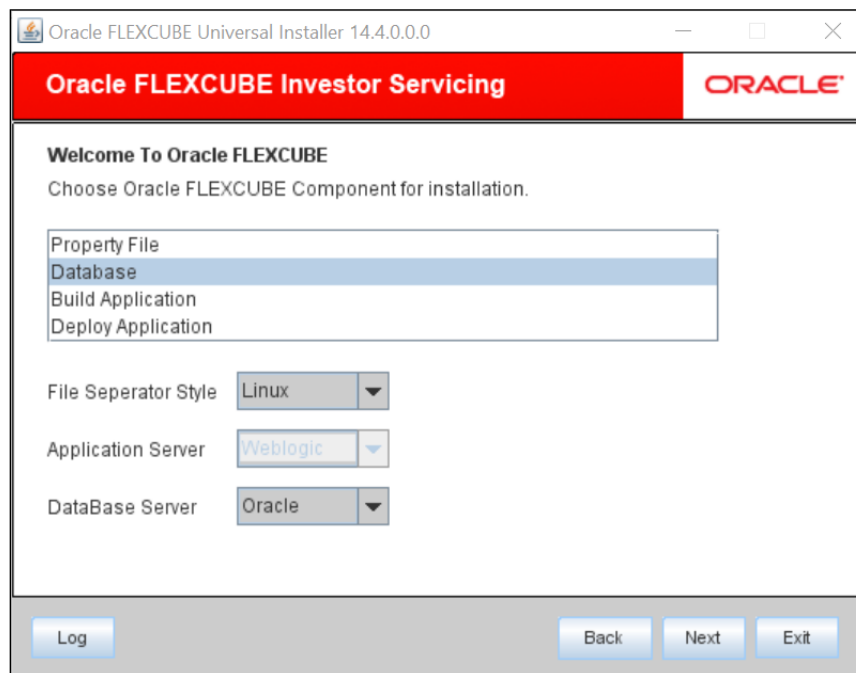 Oracle FLEXCUBE Universal Installer 14.4.0.0.0
Oracle FLEXCUBE Investor Servicing
ORACLE
Welcome To Oracle FLEXCUBE
Choose Oracle FLEXCUBE Component for installation.
Property File
Database
Build Application
Deploy Application
File Seperator Style Linux
Application Server Weblogic
DataBase Server Oracle
Log Back Next Exit